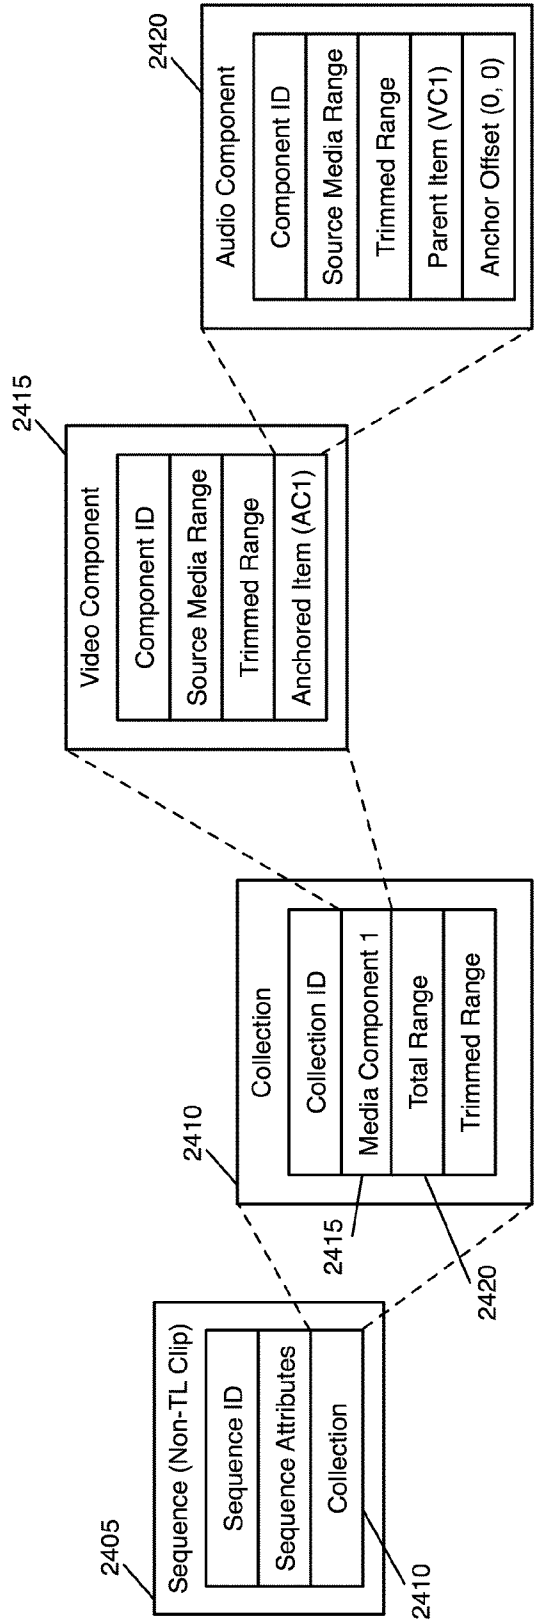 2405
Sequence (Non-TL Clip)
Sequence ID
Sequence Attributes
Collection
2410
2410
Collection
Collection ID
Media Component 1
Total Range
Trimmed Range
2415
2420
2415
Video Component
Component ID
Source Media Range
Trimmed Range
Anchored Item (AC1)
2420
Audio Component
Component ID
Source Media Range
Trimmed Range
Parent Item (VC1)
Anchor Offset (0, 0)